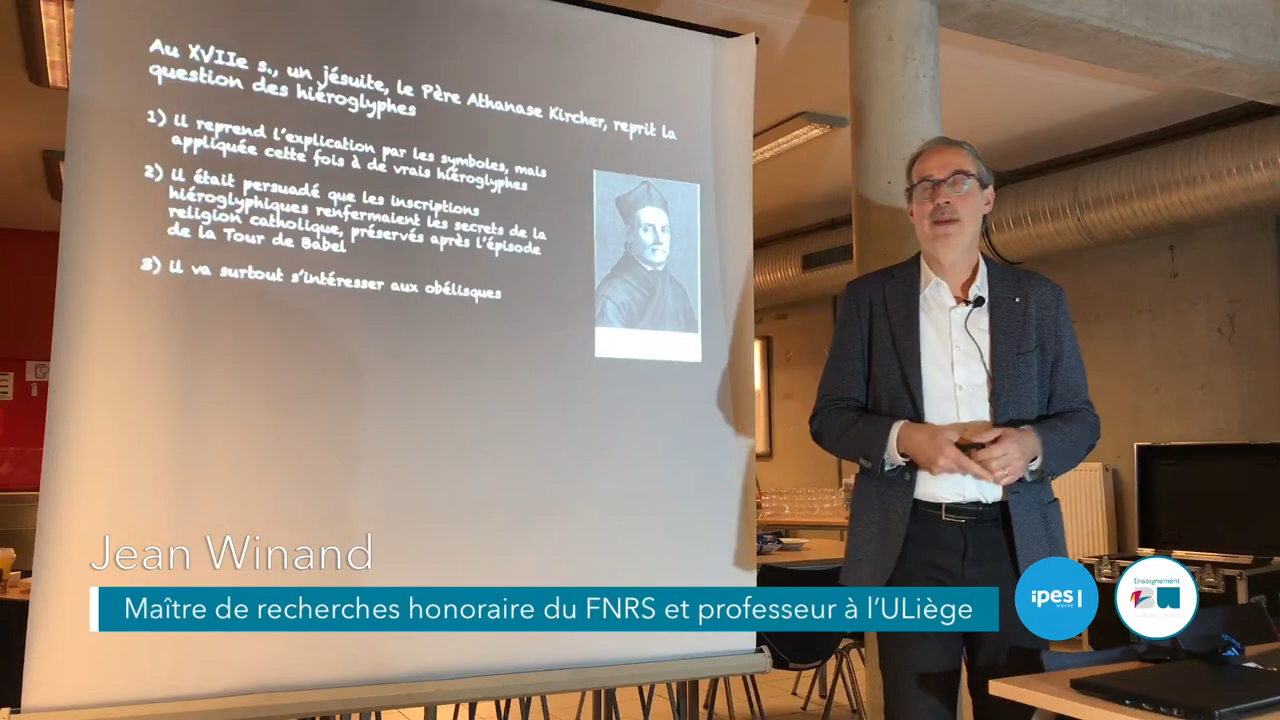 Au XVIIe s., un jésuite, le Père Athanase Kircher, reprit la
question des hiéroglyphes
1) il reprend l'explication par les symboles, mais
appliquée cette fois à de vrais hiéroglyphes
2) il était persuadé que les inscriptions
hiéroglyphiques renfermaient les secrets de la
religion catholique, préservés après l'épisode
de la Tour de Babel
3) il va surtout s'intéresser aux obélisques
Jean Winand
Maître de recherches honoraire du FNRS et professeur à l'ULiège
ipes
Enseignement